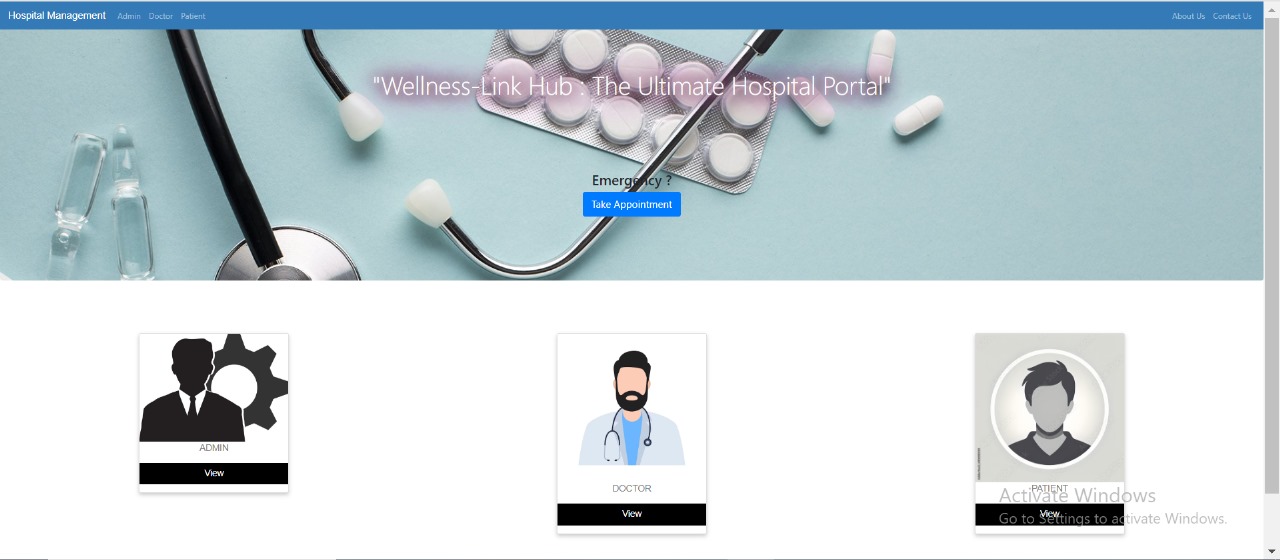 Hospital Management Admin Doctor Patient About Us Contact Us
"Wellness-Link Hub : The Ultimate Hospital Portal"
Emergency ?
Take Appointment
ADMIN
View
DOCTOR
View
PATIENT
View
Activate Windows
Go to Settings to activate Windows.